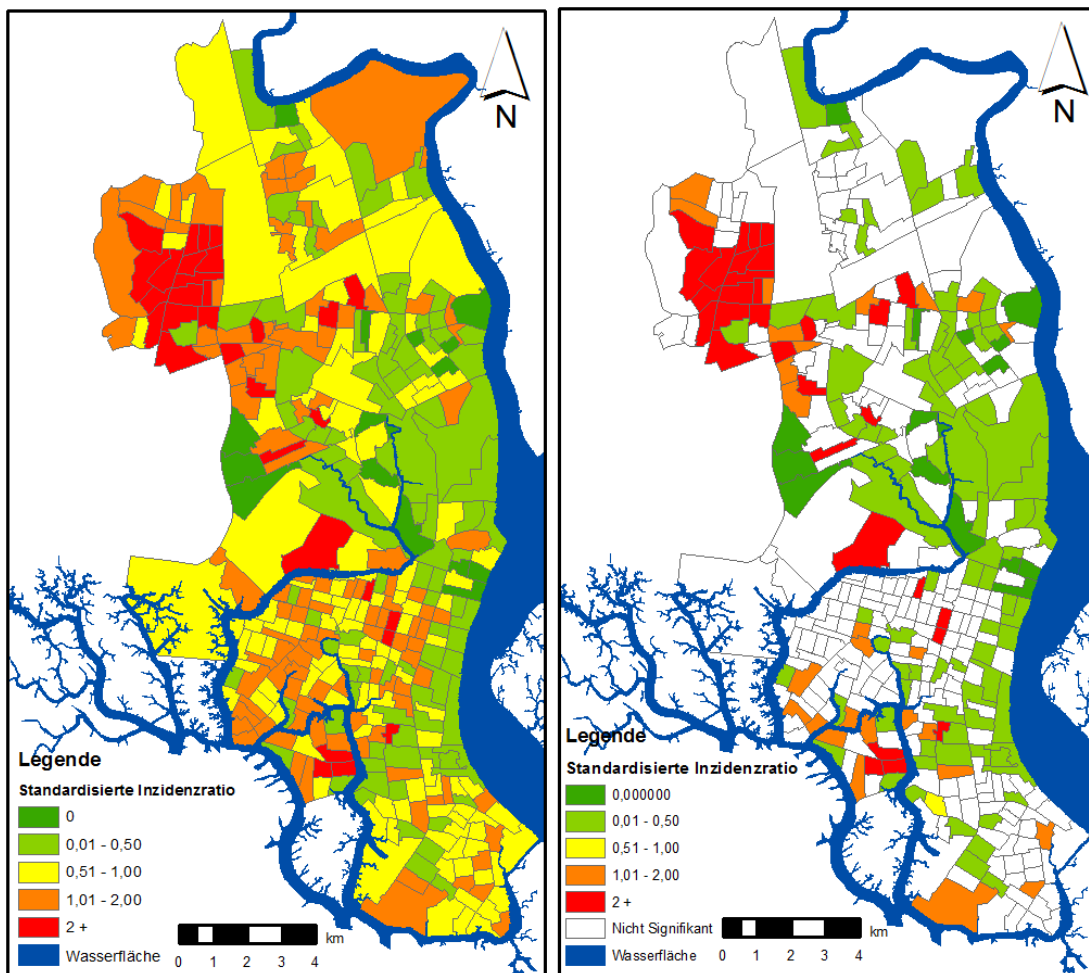 N
Legende
Standardisierte Inzidenzratio
0
0,01 - 0,50
0,51 - 1,00
1,01 - 2,00
2 +
Wasserfläche
km
0 1 2 3 4
N
Legende
Standardisierte Inzidenzratio
0,000000
0,01 - 0,50
0,51 - 1,00
1,01 - 2,00
2 +
Nicht Signifikant
Wasserfläche
km
0 1 2 3 4